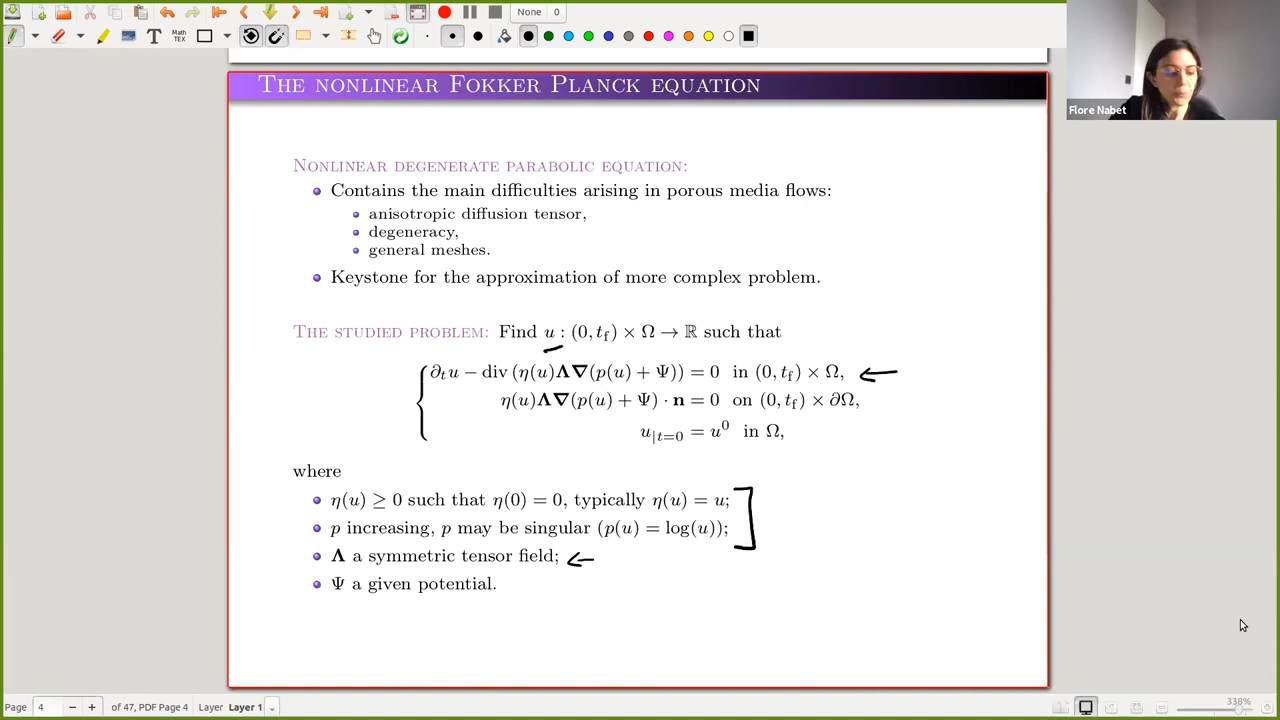 None 0
Math TEX
THE NONLINEAR FOKKER PLANCK EQUATION
Flore Nabet
NONLINEAR DEGENERATE PARABOLIC EQUATION:
Contains the main difficulties arising in porous media flows:
anisotropic diffusion tensor,
degeneracy,
general meshes.
Keystone for the approximation of more complex problem.
THE STUDIED PROBLEM: Find u : (0, t_f) × Ω → ℝ such that
∂_t u − div (η(u)Λ∇(p(u) + Ψ)) = 0 in (0, t_f) × Ω,
η(u)Λ∇(p(u) + Ψ) · n = 0 on (0, t_f) × ∂Ω,
u_{|t=0} = u⁰ in Ω,
where
η(u) ≥ 0 such that η(0) = 0, typically η(u) = u;
p increasing, p may be singular (p(u) = log(u));
Λ a symmetric tensor field;
Ψ a given potential.
Page 4 − + of 47, PDF Page 4 Layer Layer 1 338%